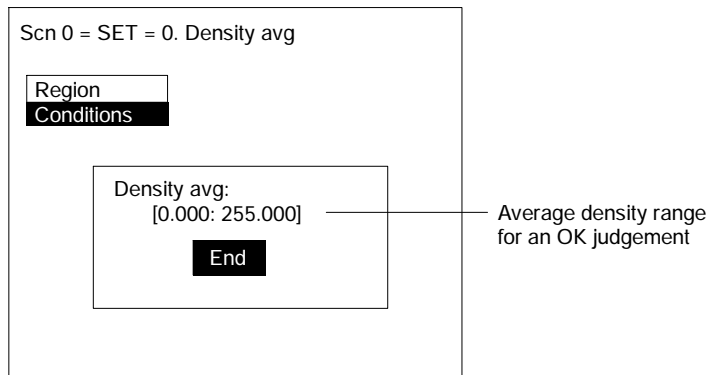 Scn 0 = SET = 0. Density avg
Region
Conditions
Density avg:
[0.000: 255.000]
End
Average density range
for an OK judgement